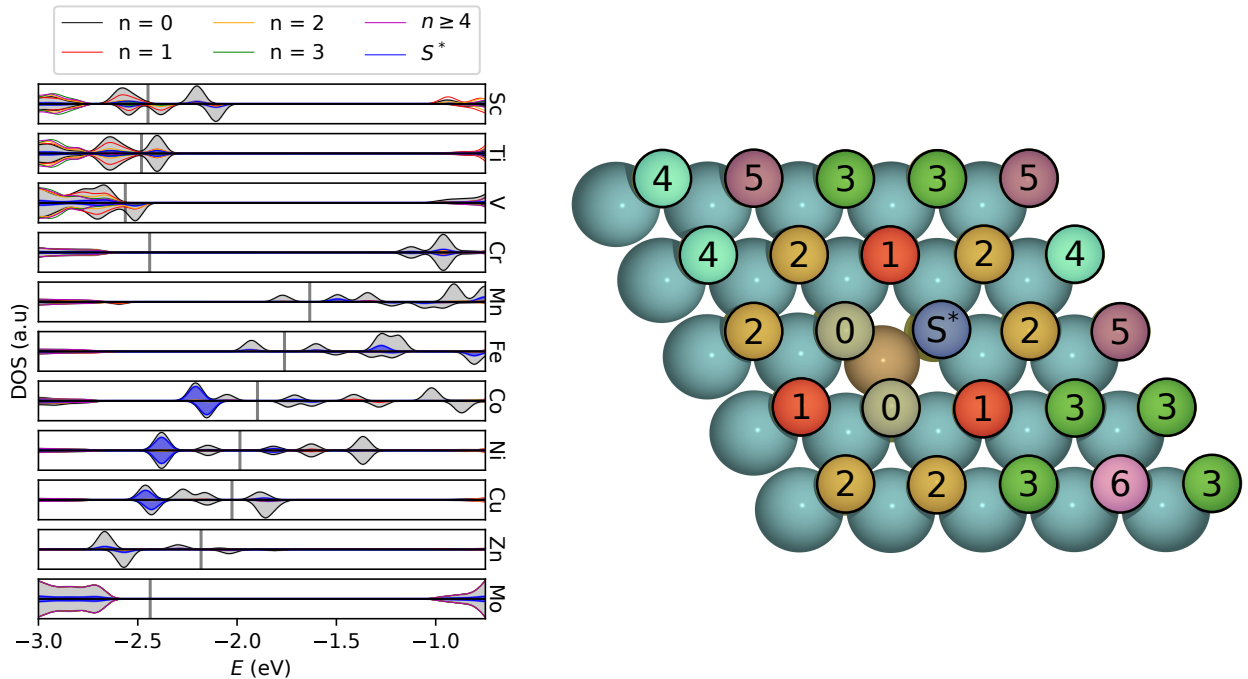 n = 0
n = 2
n ≥ 4
n = 1
n = 3
S*
Sc
Ti
V
Cr
Mn
Fe
Co
Ni
Cu
Zn
Mo
DOS (a.u)
−3.0 −2.5 −2.0 −1.5 −1.0
E (eV)
4 5 3 3 5
4 2 1 2 4
2 0 S* 2 5
1 0 1 3 3
2 2 3 6 3